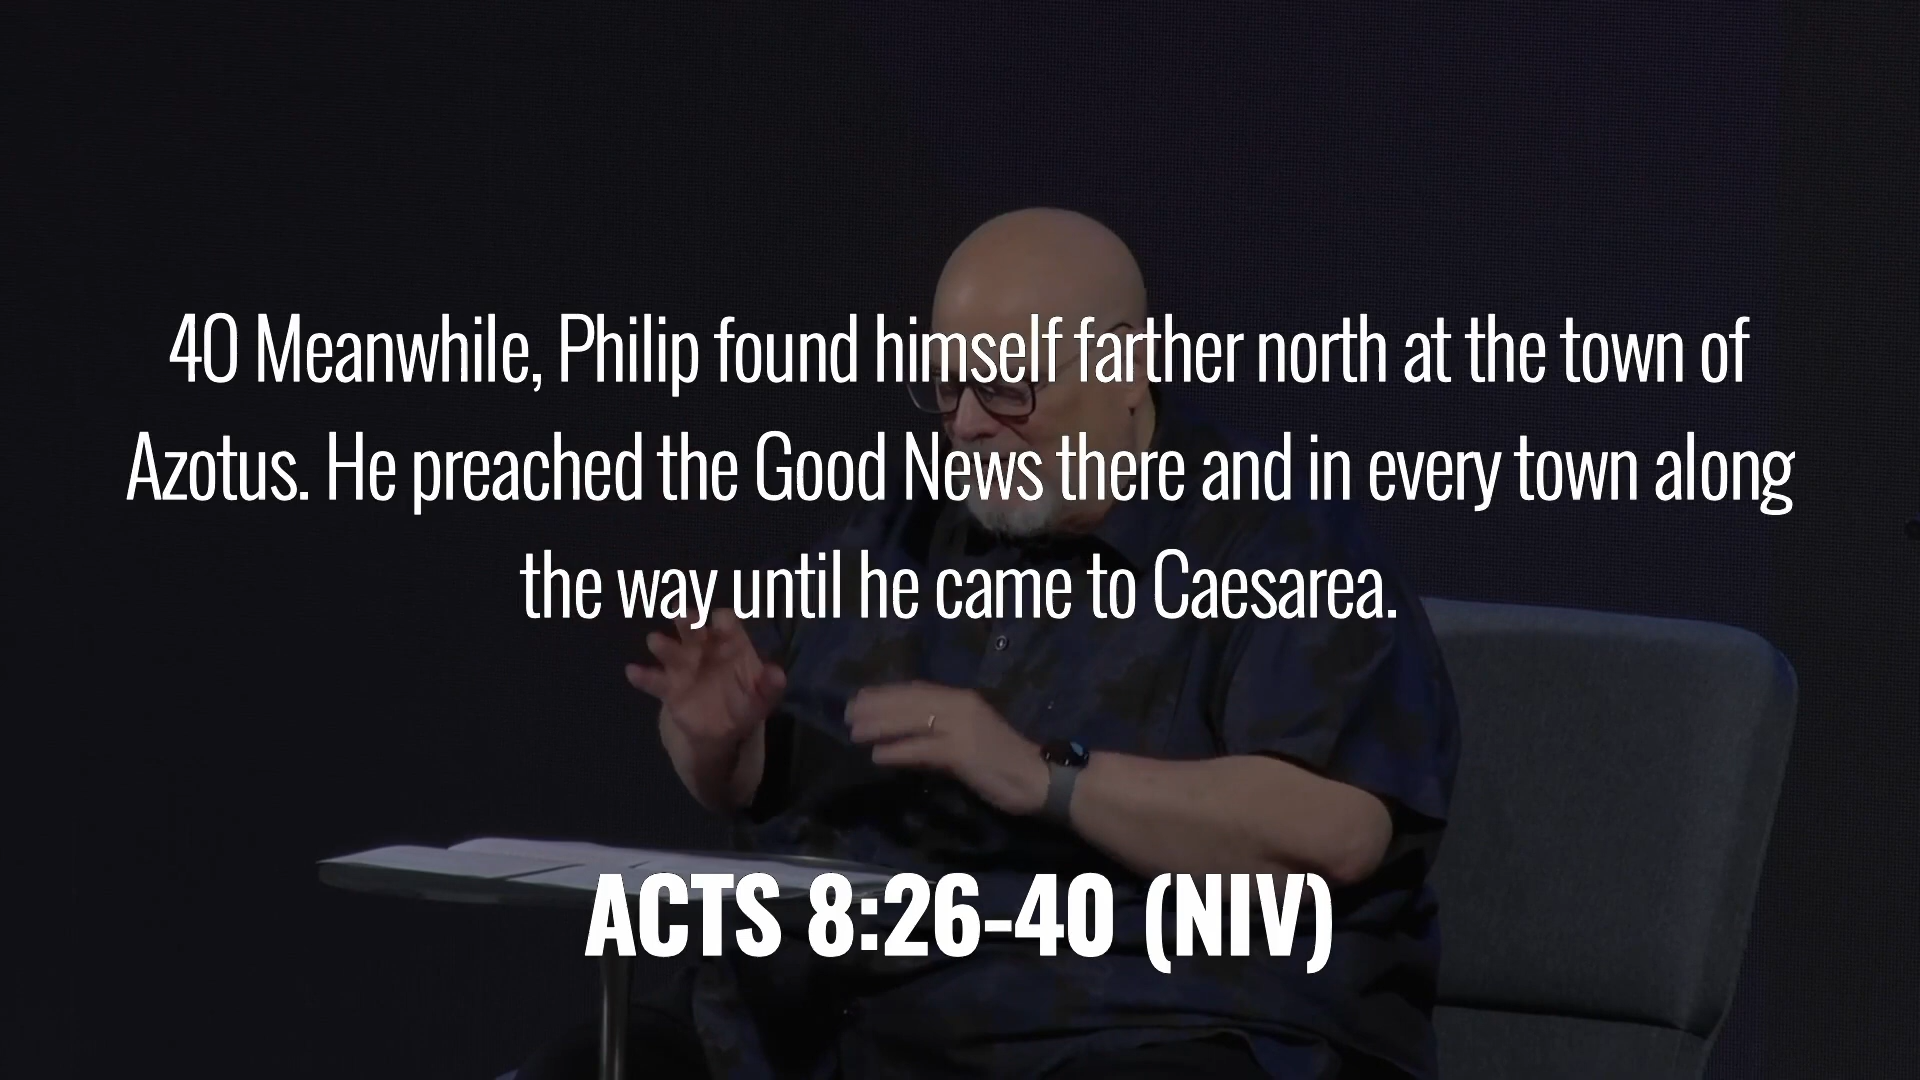 40 Meanwhile, Philip found himself farther north at the town of
Azotus. He preached the Good News there and in every town along
the way until he came to Caesarea.
ACTS 8:26-40 (NIV)